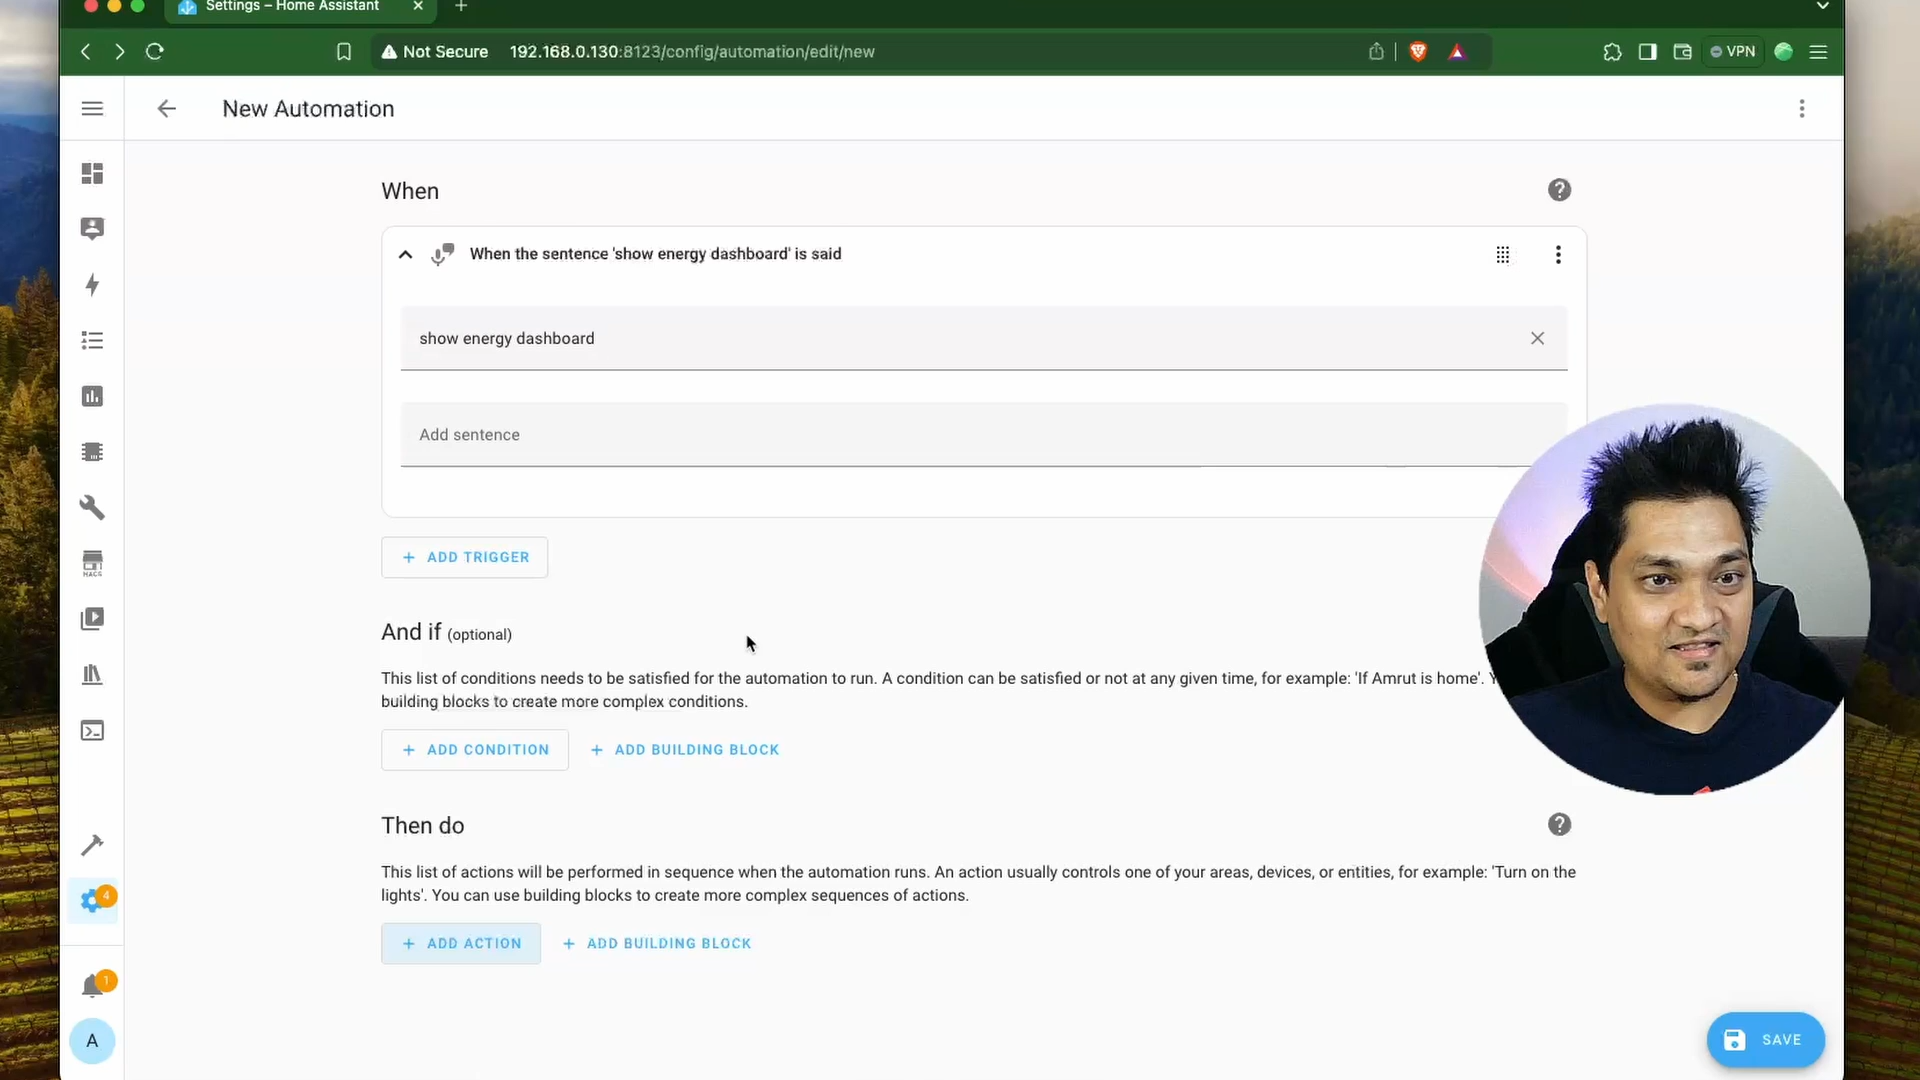 Settings – Home Assistant
Not Secure 192.168.0.130:8123/config/automation/edit/new
VPN
New Automation
When
When the sentence 'show energy dashboard' is said
show energy dashboard
Add sentence
ADD TRIGGER
And if (optional)
This list of conditions needs to be satisfied for the automation to run. A condition can be satisfied or not at any given time, for example: 'If Amrut is home'.
building blocks to create more complex conditions.
ADD CONDITION ADD BUILDING BLOCK
Then do
This list of actions will be performed in sequence when the automation runs. An action usually controls one of your areas, devices, or entities, for example: 'Turn on the
lights'. You can use building blocks to create more complex sequences of actions.
ADD ACTION ADD BUILDING BLOCK
HACS
4
1
A
SAVE